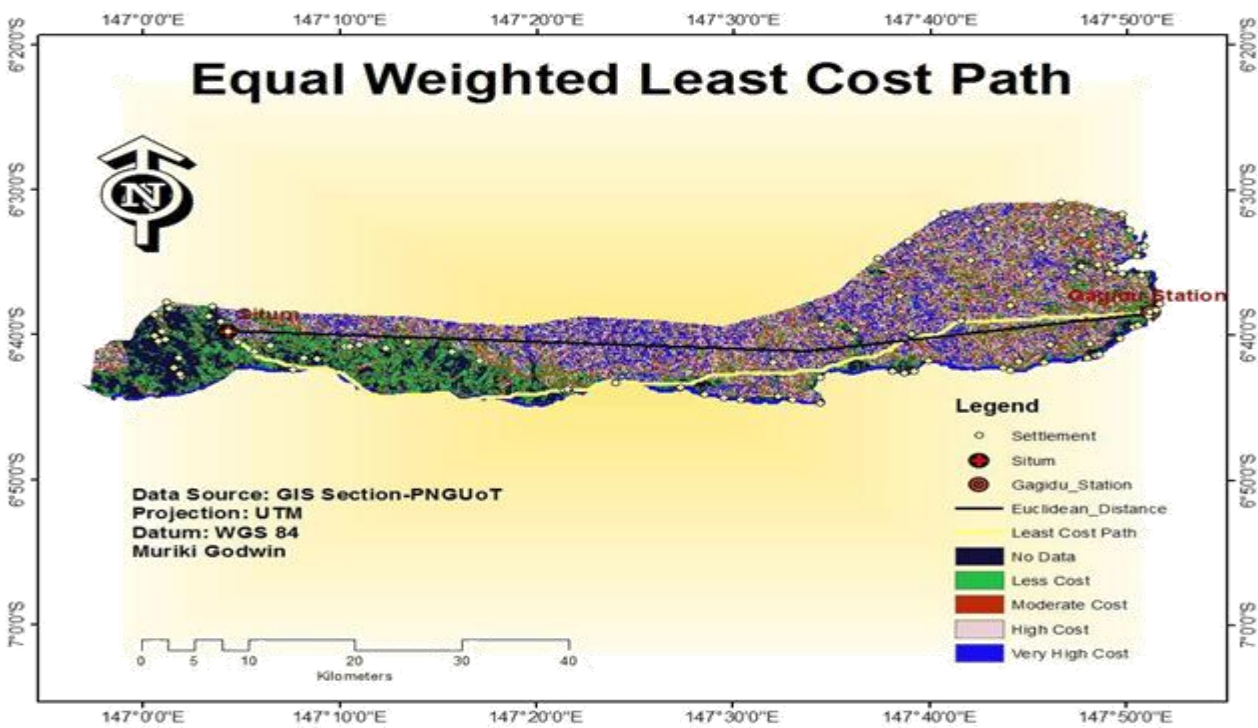 147°0'0"E 147°10'0"E 147°20'0"E 147°30'0"E 147°40'0"E 147°50'0"E
6°20'0"S 6°20'0"S
Equal Weighted Least Cost Path
N
6°30'0"S 6°30'0"S
Situm
Gagidu_Station
6°40'0"S 6°40'0"S
Legend
Settlement
Situm
Gagidu_Station
Euclidean_Distance
Least Cost Path
No Data
Less Cost
Moderate Cost
High Cost
Very High Cost
6°50'0"S 6°50'0"S
Data Source: GIS Section-PNGUoT
Projection: UTM
Datum: WGS 84
Muriki Godwin
7°0'0"S 7°0'0"S
0 5 10 20 30 40
Kilometers
147°0'0"E 147°10'0"E 147°20'0"E 147°30'0"E 147°40'0"E 147°50'0"E